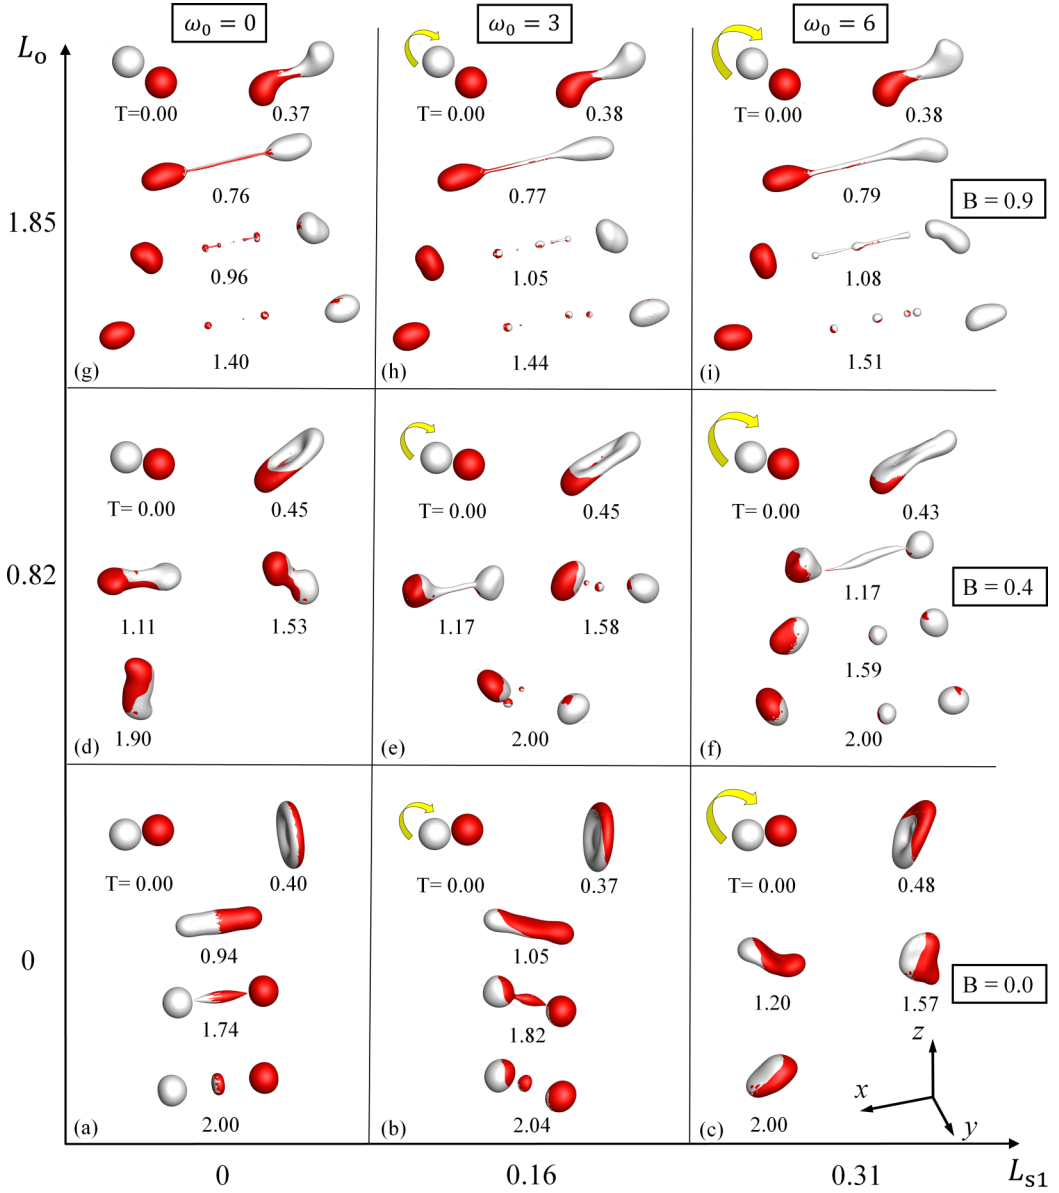 ω₀ = 0
ω₀ = 3
ω₀ = 6
Lₒ
T=0.00
0.37
T= 0.00
0.38
T= 0.00
0.38
0.76
0.77
0.79
B = 0.9
1.85
0.96
1.05
1.08
1.40
1.44
1.51
(g)
(h)
(i)
T= 0.00
0.45
T= 0.00
0.45
T= 0.00
0.43
0.82
1.17
B = 0.4
1.11
1.53
1.17
1.58
1.59
1.90
2.00
2.00
(d)
(e)
(f)
T= 0.00
0.40
T= 0.00
0.37
T= 0.00
0.48
0.94
1.05
0
1.20
1.57
B = 0.0
1.74
1.82
z
x
y
2.00
2.04
2.00
(a)
(b)
(c)
0
0.16
0.31
Lₛ₁